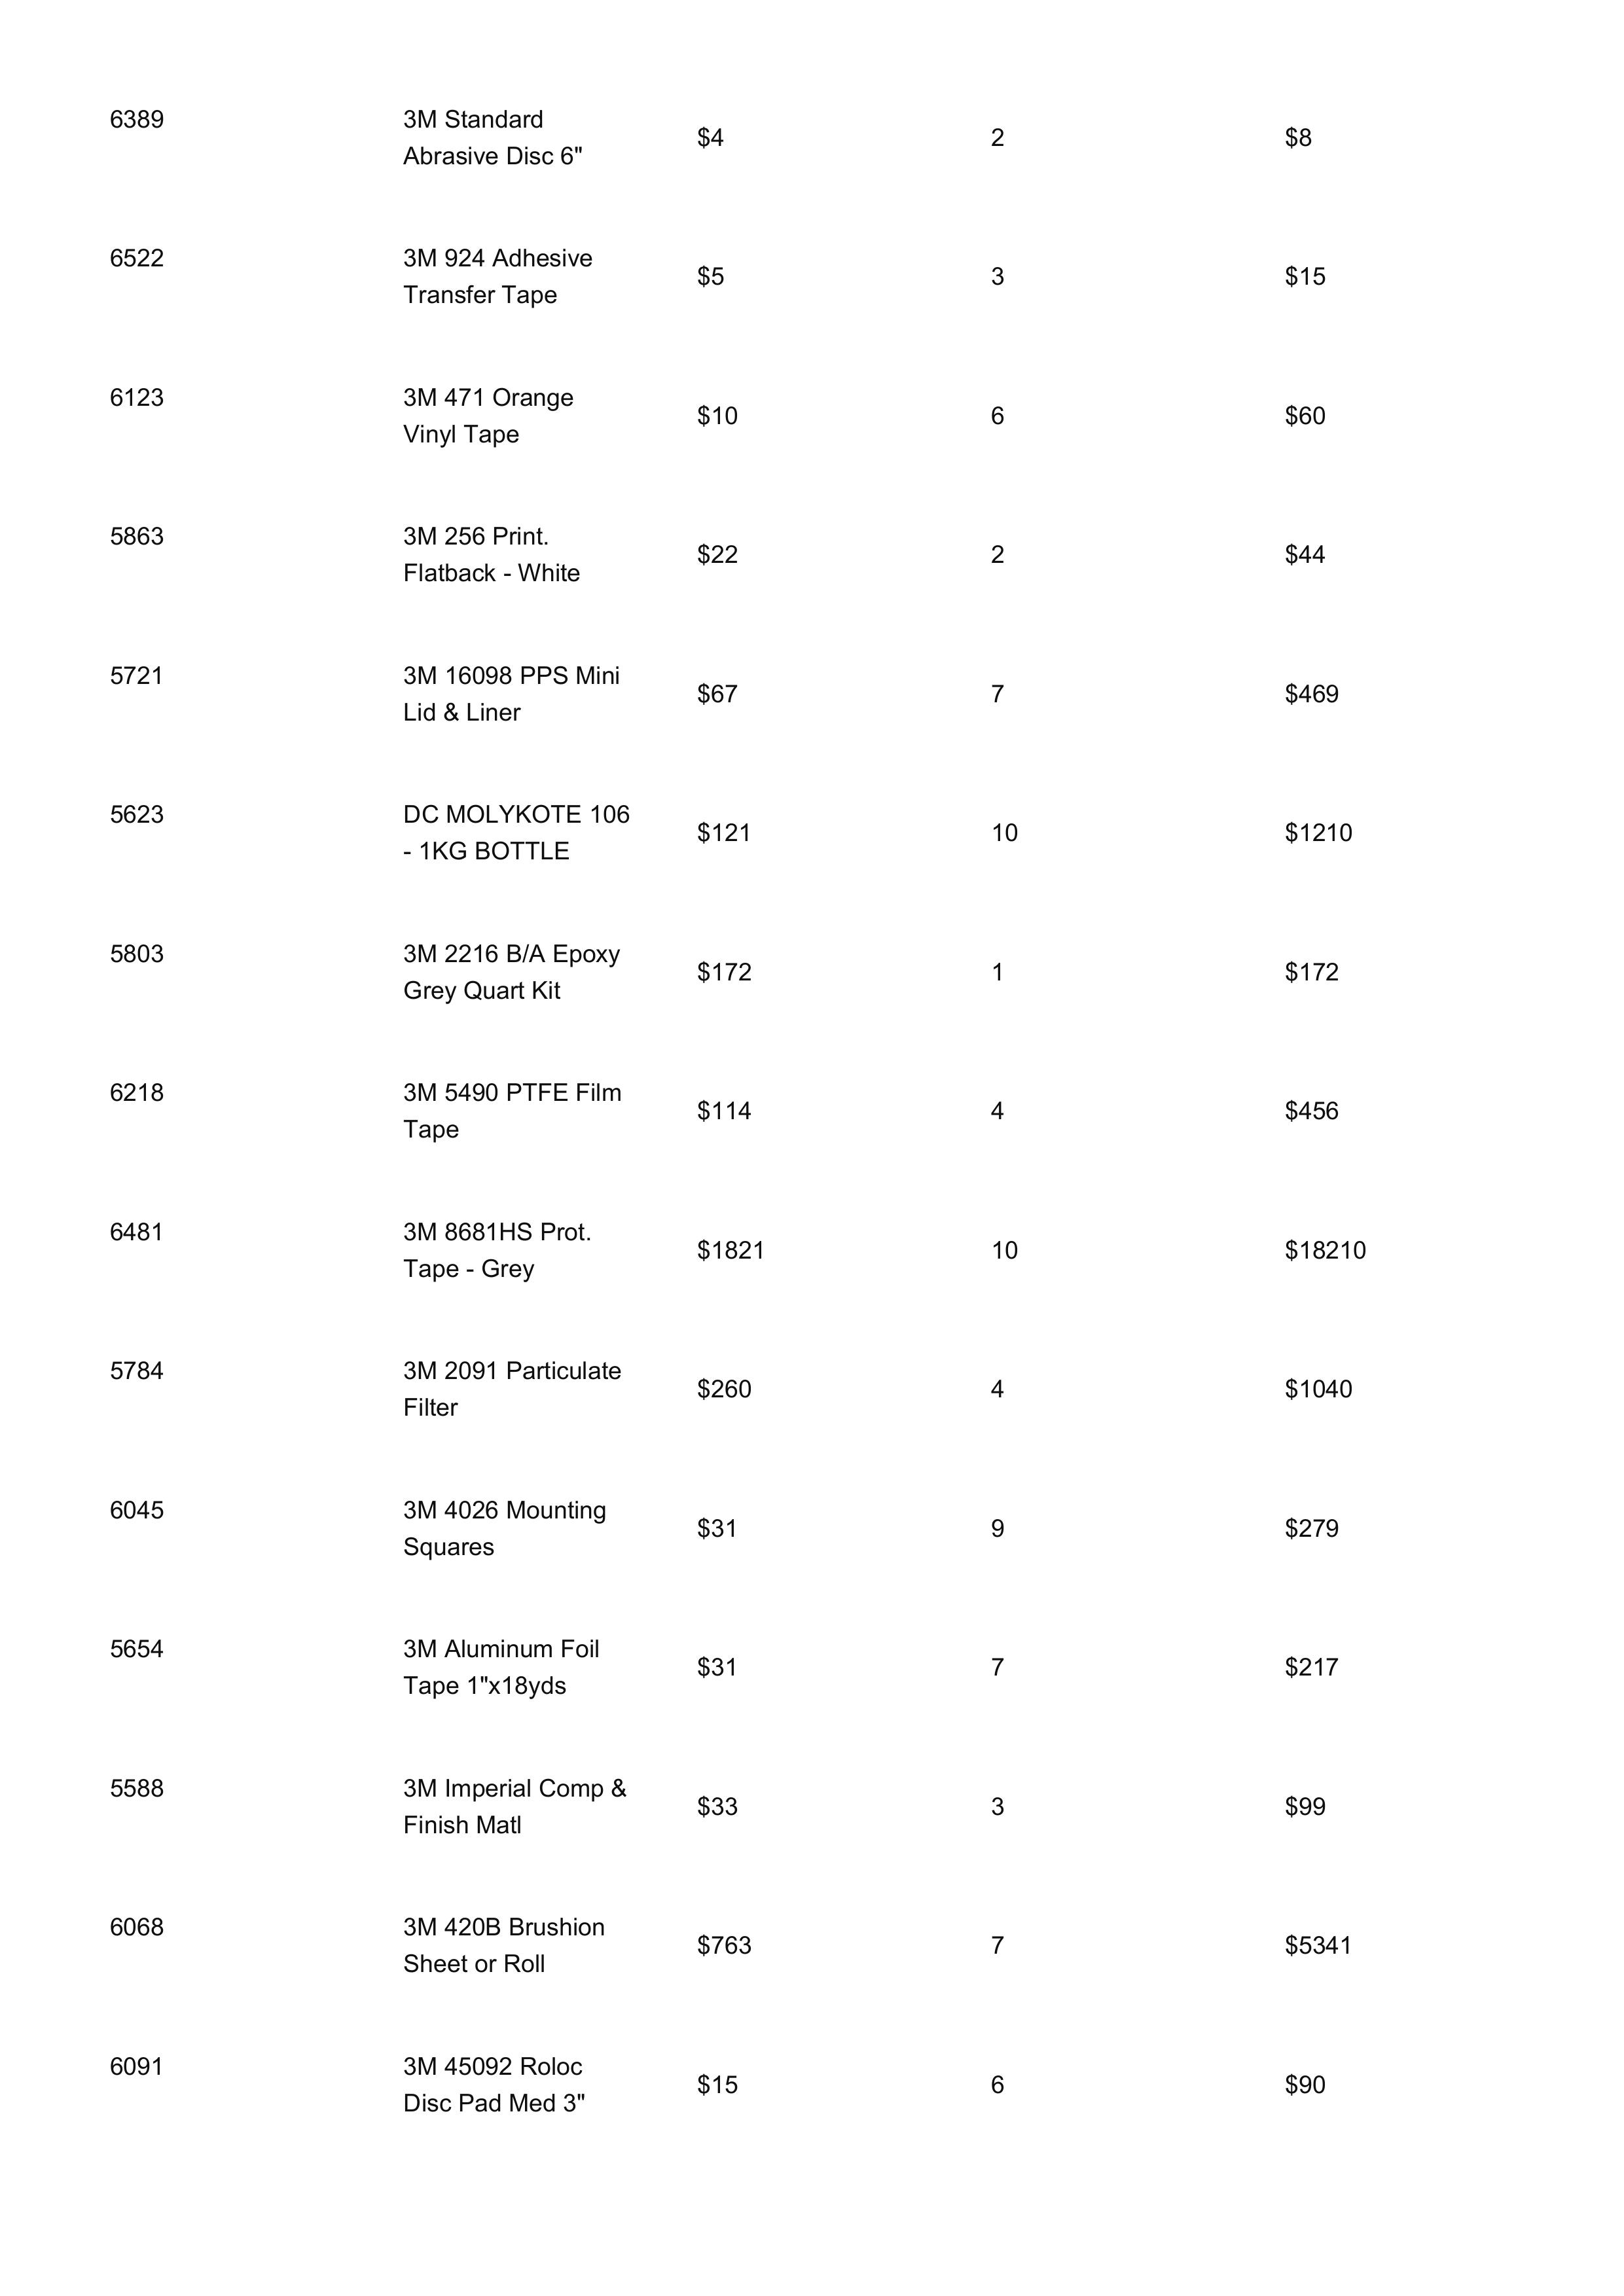 6389 3M Standard $4 2 $8
Abrasive Disc 6"
6522 3M 924 Adhesive $5 3 $15
Transfer Tape
6123 3M 471 Orange $10 6 $60
Vinyl Tape
5863 3M 256 Print. $22 2 $44
Flatback - White
5721 3M 16098 PPS Mini $67 7 $469
Lid & Liner
5623 DC MOLYKOTE 106 $121 10 $1210
- 1KG BOTTLE
5803 3M 2216 B/A Epoxy $172 1 $172
Grey Quart Kit
6218 3M 5490 PTFE Film $114 4 $456
Tape
6481 3M 8681HS Prot. $1821 10 $18210
Tape - Grey
5784 3M 2091 Particulate $260 4 $1040
Filter
6045 3M 4026 Mounting $31 9 $279
Squares
5654 3M Aluminum Foil $31 7 $217
Tape 1"x18yds
5588 3M Imperial Comp & $33 3 $99
Finish Matl
6068 3M 420B Brushion $763 7 $5341
Sheet or Roll
6091 3M 45092 Roloc $15 6 $90
Disc Pad Med 3"